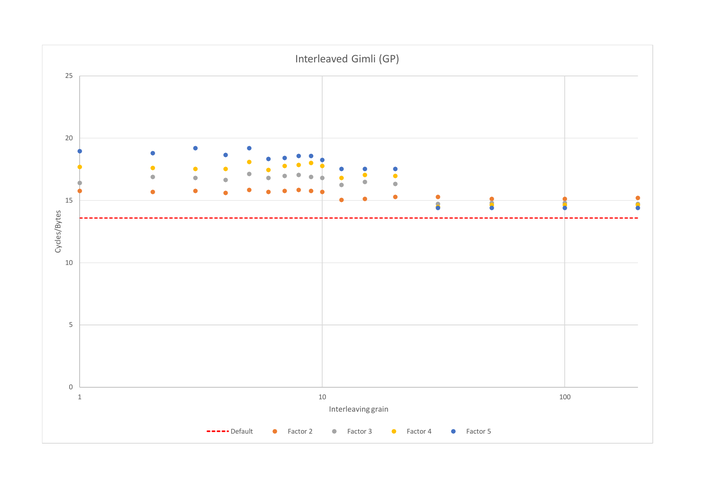 Interleaved Gimli (GP)
25
20
15
10
5
0
Cycles/Bytes
1
10
100
Interleaving grain
Default
Factor 2
Factor 3
Factor 4
Factor 5